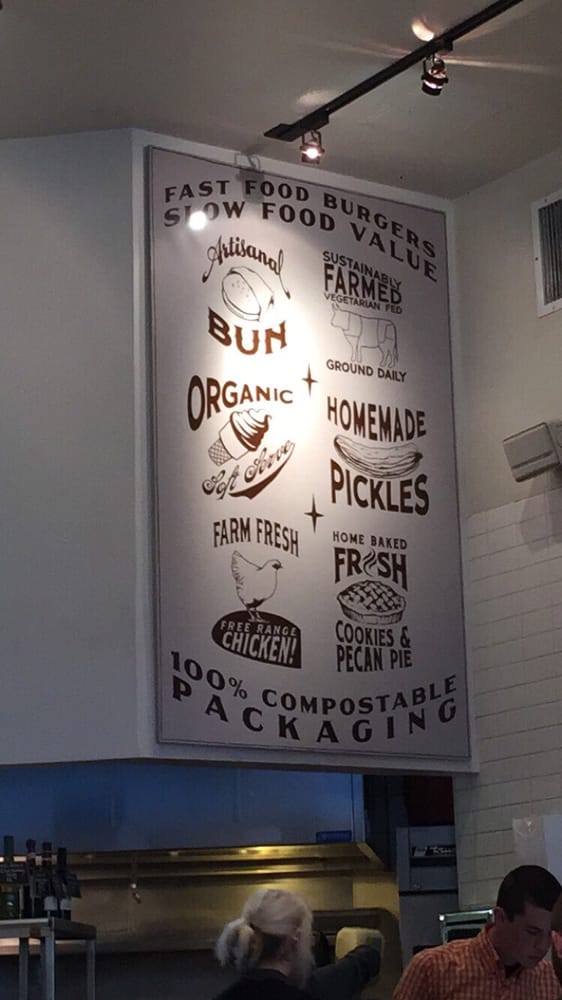 FAST FOOD BURGERS
SLOW FOOD VALUE
Artisanal
BUN
SUSTAINABLY
FARMED
VEGETARIAN FED
GROUND DAILY
ORGANIC
Soft Serve
HOMEMADE
PICKLES
FARM FRESH
FREE RANGE
CHICKEN!
HOME BAKED
FRESH
COOKIES &
PECAN PIE
100% COMPOSTABLE
PACKAGING